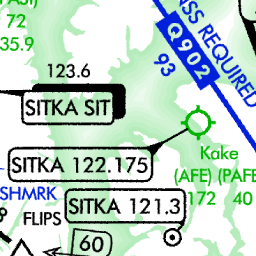 72
35.9
123.6
SS REQUIRED
Q902
93
SITKA SIT
SITKA 122.175
Kake
(AFE) (PAFE
172 40
SHMRK
SITKA 121.3
FLIPS
60